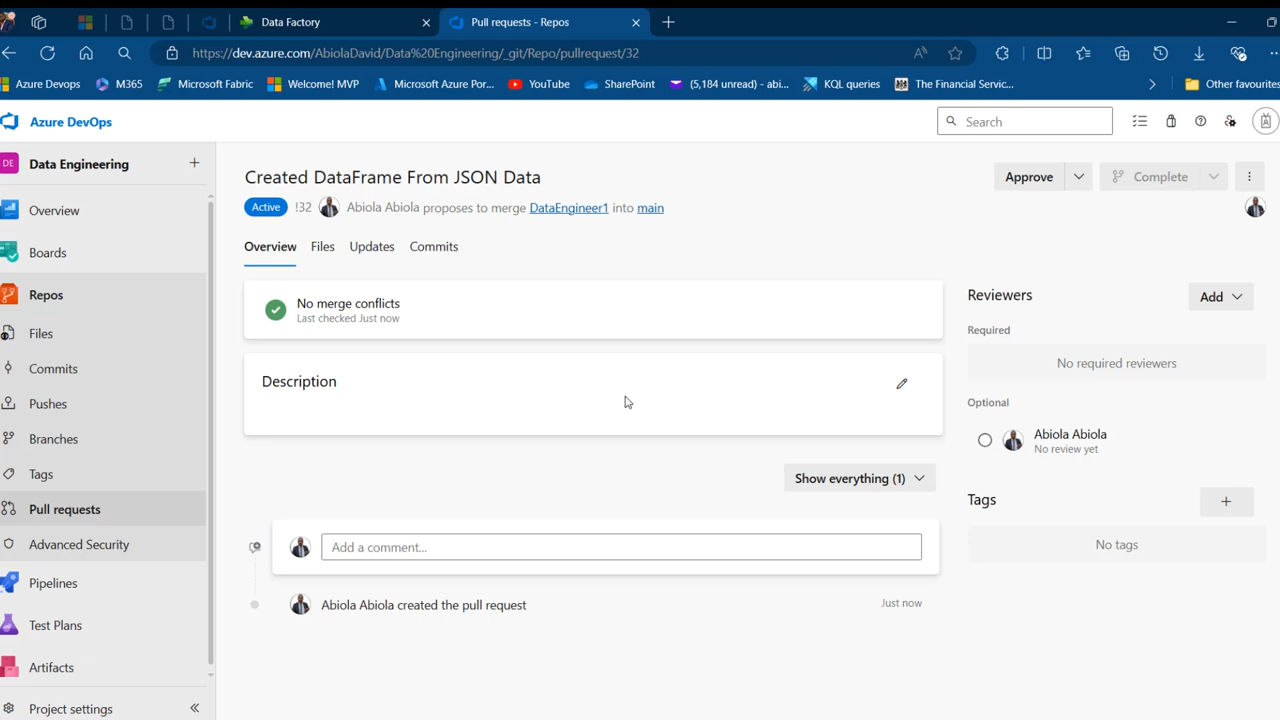 Data Factory
Pull requests - Repos
https://dev.azure.com/AbiolaDavid/Data%20Engineering/_git/Repo/pullrequest/32
Azure Devops
M365
Microsoft Fabric
Welcome! MVP
Microsoft Azure Por...
YouTube
SharePoint
(5,184 unread) - abi...
KQL queries
The Financial Servic...
Other favourites
Azure DevOps
Search
DE
Data Engineering
Overview
Boards
Repos
Files
Commits
Pushes
Branches
Tags
Pull requests
Advanced Security
Pipelines
Test Plans
Artifacts
Project settings
Created DataFrame From JSON Data
Approve
Complete
Active !32 Abiola Abiola proposes to merge DataEngineer1 into main
Overview Files Updates Commits
No merge conflicts
Last checked Just now
Description
Show everything (1)
Add a comment...
Abiola Abiola created the pull request
Just now
Reviewers
Add
Required
No required reviewers
Optional
Abiola Abiola
No review yet
Tags
No tags